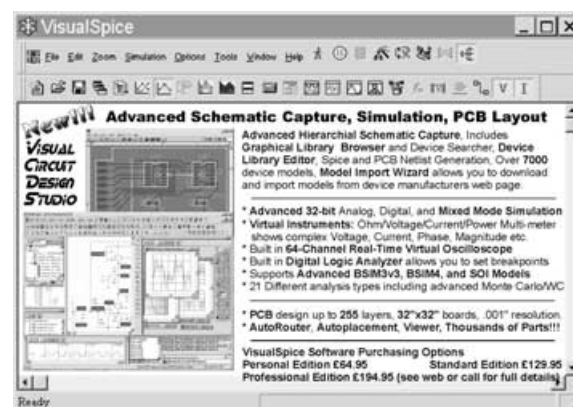 VisualSpice
File Edit Zoom Simulation Options Tools Window Help
New!!! Advanced Schematic Capture, Simulation, PCB Layout
VISUAL
CIRCUIT
DESIGN
STUDIO
Advanced Hierarchial Schematic Capture, Includes
Graphical Library Browser and Device Searcher, Device
Library Editor, Spice and PCB Netlist Generation, Over 7000
device models, Model Import Wizard allows you to download
and import models from device manufacturers web page.
* Advanced 32-bit Analog, Digital, and Mixed Mode Simulation
* Virtual Instruments: Ohm/Voltage/Current/Power Multi-meter
shows complex Voltage, Current, Phase, Magnitude etc.
* Built in 64-Channel Real-Time Virtual Oscilloscope
* Built in Digital Logic Analyzer allows you to set breakpoints
* Supports Advanced BSIM3v3, BSIM4, and SOI Models
* 21 Different analysis types including advanced Monte Carlo/WC
* PCB design up to 255 layers, 32"x32" boards, .001" resolution.
* AutoRouter, Autoplacement, Viewer, Thousands of Parts!!!
VisualSpice Software Purchasing Options
Personal Edition £64.95 Standard Edition £129.95
Professional Edition £194.95 (see web or call for full details)
Ready